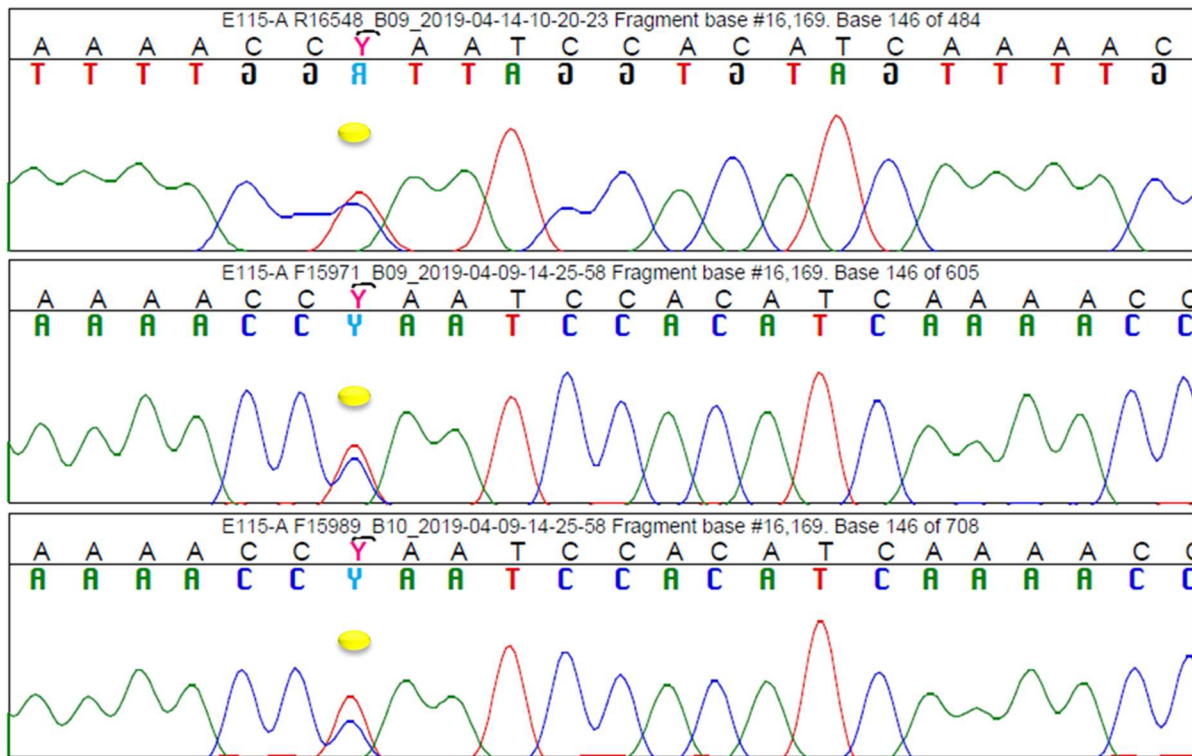 E115-A R16548_B09_2019-04-14-10-20-23 Fragment base #16,169. Base 146 of 484
A A A A C C Y A A T C C A C A T C A A A A C
T T T T G G R T T A G G T G T A G T T T T G
E115-A F15971_B09_2019-04-09-14-25-58 Fragment base #16,169. Base 146 of 605
A A A A C C Y A A T C C A C A T C A A A A C C
A A A A C C Y A A T C C A C A T C A A A A C C
E115-A F15989_B10_2019-04-09-14-25-58 Fragment base #16,169. Base 146 of 708
A A A A C C Y A A T C C A C A T C A A A A C C
A A A A C C Y A A T C C A C A T C A A A A C C